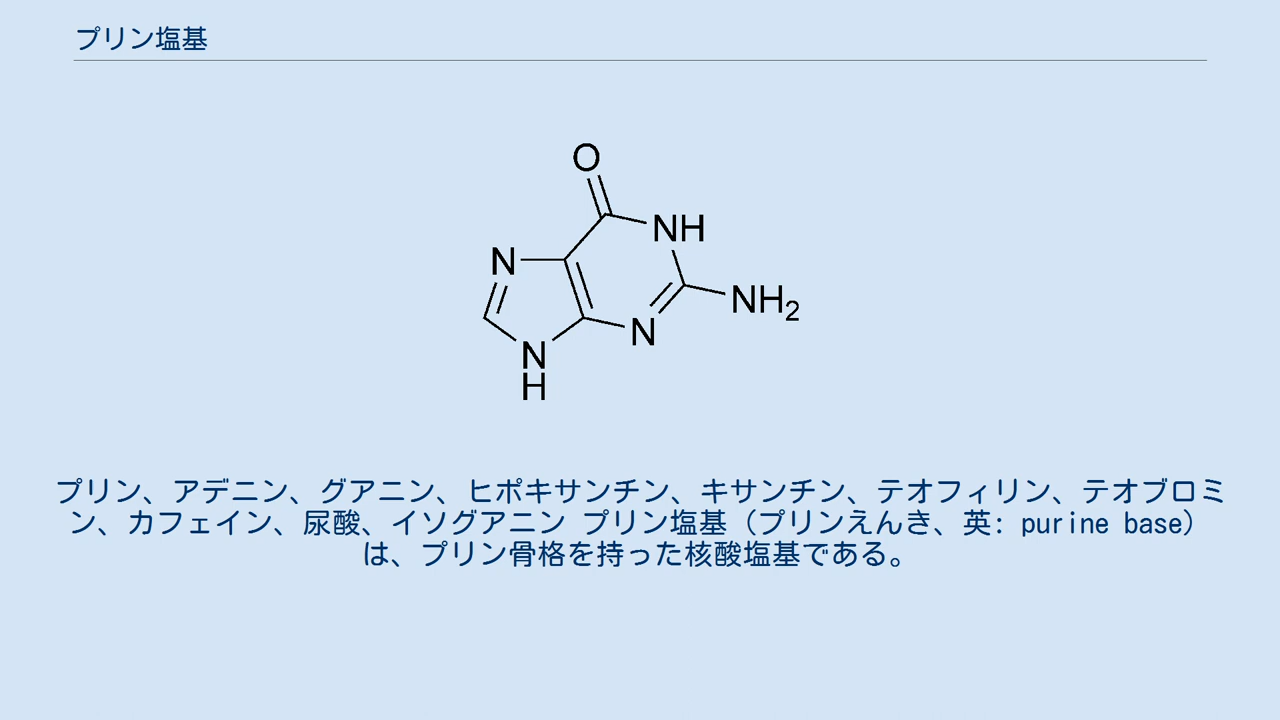 プリン塩基
O
NH
N
NH2
N
N
H
プリン、アデニン、グアニン、ヒポキサンチン、キサンチン、テオフィリン、テオブロミ
ン、カフェイン、尿酸、イソグアニン プリン塩基（プリンえんき、英: purine base）
は、プリン骨格を持った核酸塩基である。